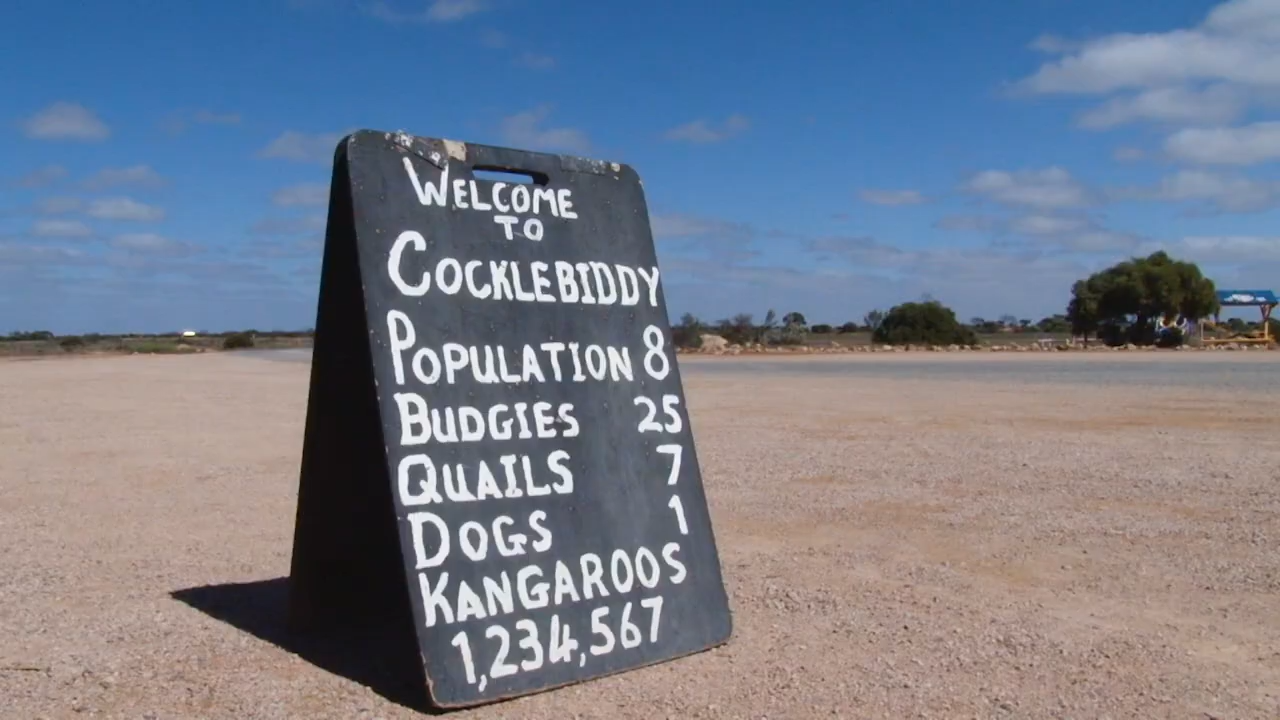 WELCOME
TO
COCKLEBIDDY
POPULATION 8
BUDGIES 25
QUAILS 7
DOGS 1
KANGAROOS
1,234,567